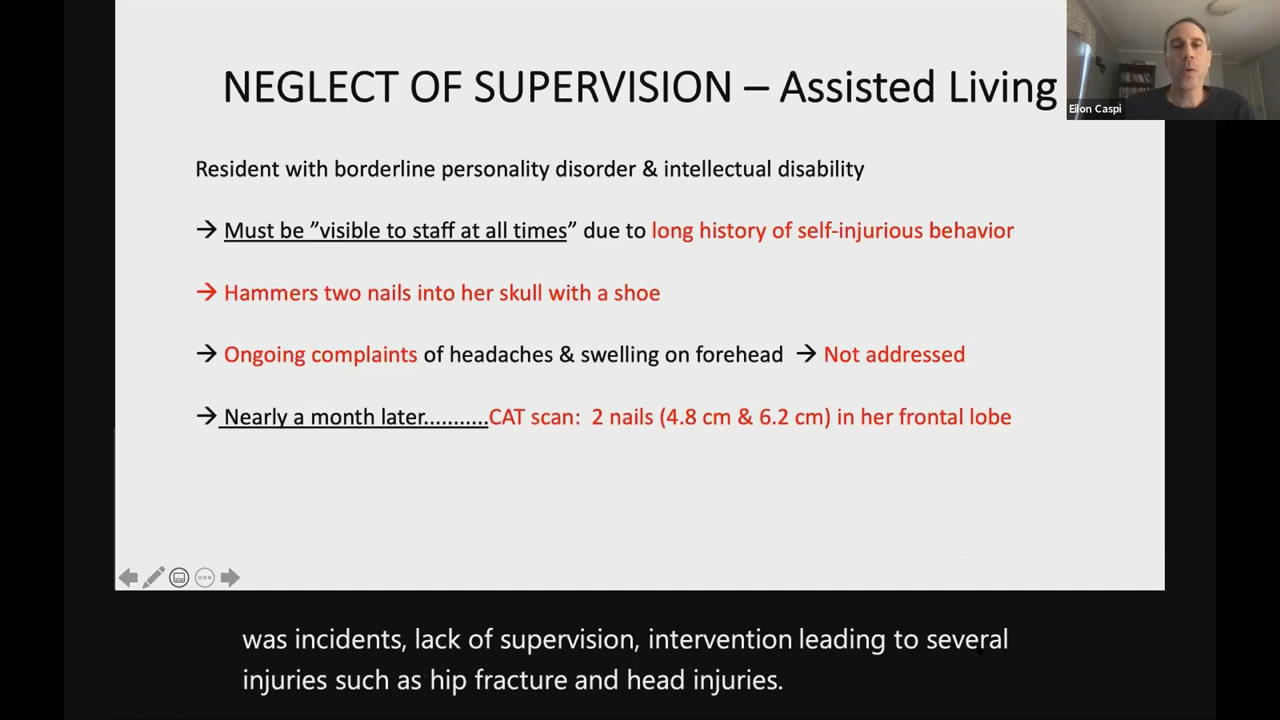 NEGLECT OF SUPERVISION – Assisted Living
Eilon Caspi
Resident with borderline personality disorder & intellectual disability
→ Must be ”visible to staff at all times” due to long history of self-injurious behavior
→ Hammers two nails into her skull with a shoe
→ Ongoing complaints of headaches & swelling on forehead → Not addressed
→ Nearly a month later...........CAT scan: 2 nails (4.8 cm & 6.2 cm) in her frontal lobe
was incidents, lack of supervision, intervention leading to several
injuries such as hip fracture and head injuries.